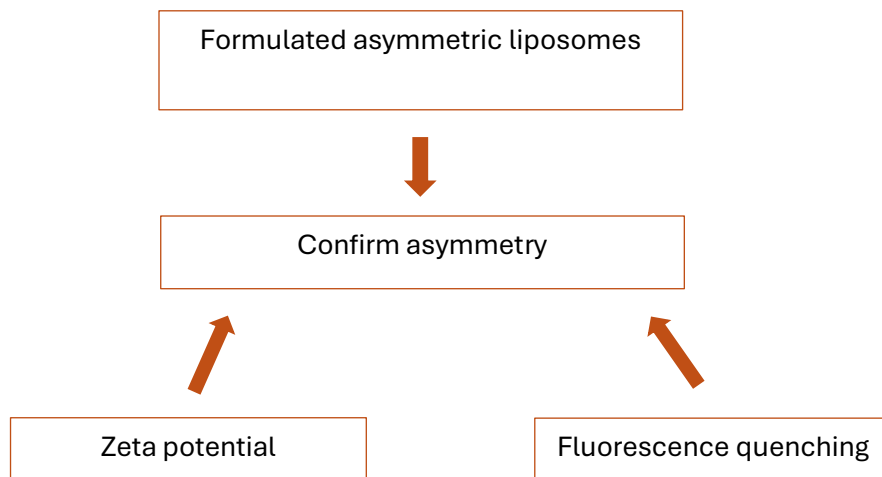 Formulated asymmetric liposomes
Confirm asymmetry
Zeta potential
Fluorescence quenching